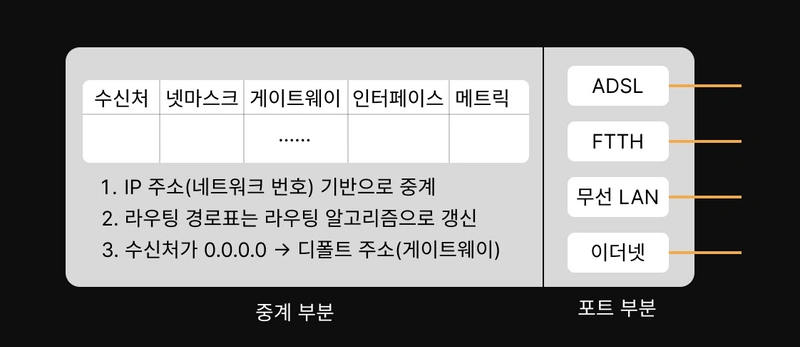 수신처 넷마스크 게이트웨이 인터페이스 메트릭
......
1. IP 주소(네트워크 번호) 기반으로 중계
2. 라우팅 경로표는 라우팅 알고리즘으로 갱신
3. 수신처가 0.0.0.0 → 디폴트 주소(게이트웨이)
중계 부분
ADSL
FTTH
무선 LAN
이더넷
포트 부분